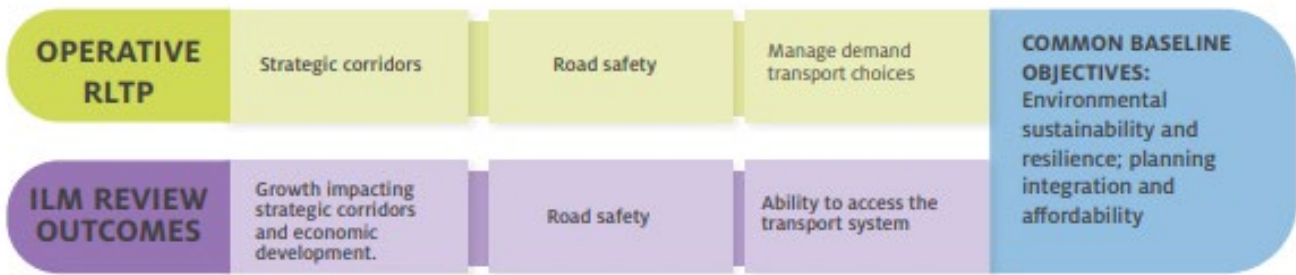 OPERATIVE
RLTP
Strategic corridors
Road safety
Manage demand
transport choices
COMMON BASELINE
OBJECTIVES:
Environmental
sustainability and
resilience; planning
integration and
affordability
ILM REVIEW
OUTCOMES
Growth impacting
strategic corridors
and economic
development.
Road safety
Ability to access the
transport system